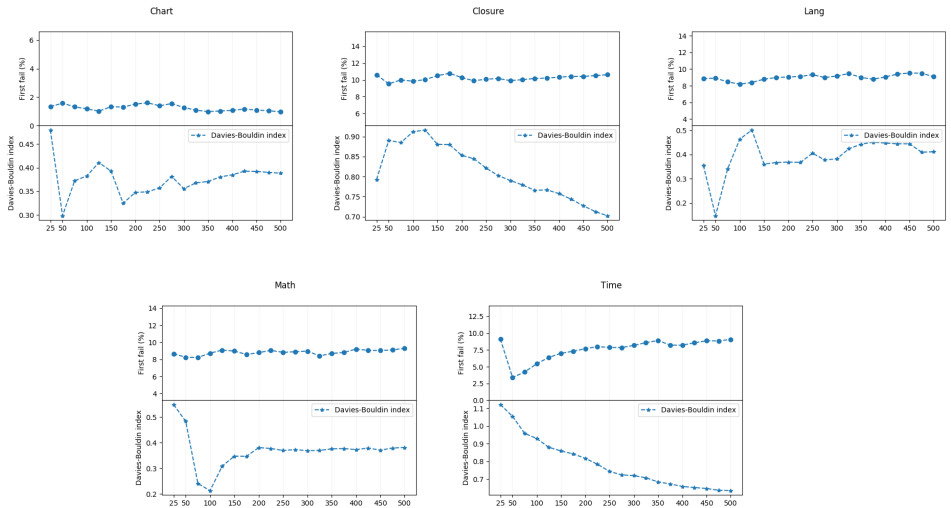 Chart
First fail (%)
6
4
2
0
Davies-Bouldin index
0.45
0.40
0.35
0.30
Davies-Bouldin index
25 50 100 150 200 250 300 350 400 450 500
Closure
First fail (%)
14
12
10
8
6
Davies-Bouldin index
0.90
0.85
0.80
0.75
0.70
Davies-Bouldin index
25 50 100 150 200 250 300 350 400 450 500
Lang
First fail (%)
14
12
10
8
6
4
Davies-Bouldin index
0.5
0.4
0.3
0.2
Davies-Bouldin index
25 50 100 150 200 250 300 350 400 450 500
Math
First fail (%)
14
12
10
8
6
4
Davies-Bouldin index
0.5
0.4
0.3
0.2
Davies-Bouldin index
25 50 100 150 200 250 300 350 400 450 500
Time
First fail (%)
12.5
10.0
7.5
5.0
2.5
0.0
Davies-Bouldin index
1.1
1.0
0.9
0.8
0.7
Davies-Bouldin index
25 50 100 150 200 250 300 350 400 450 500